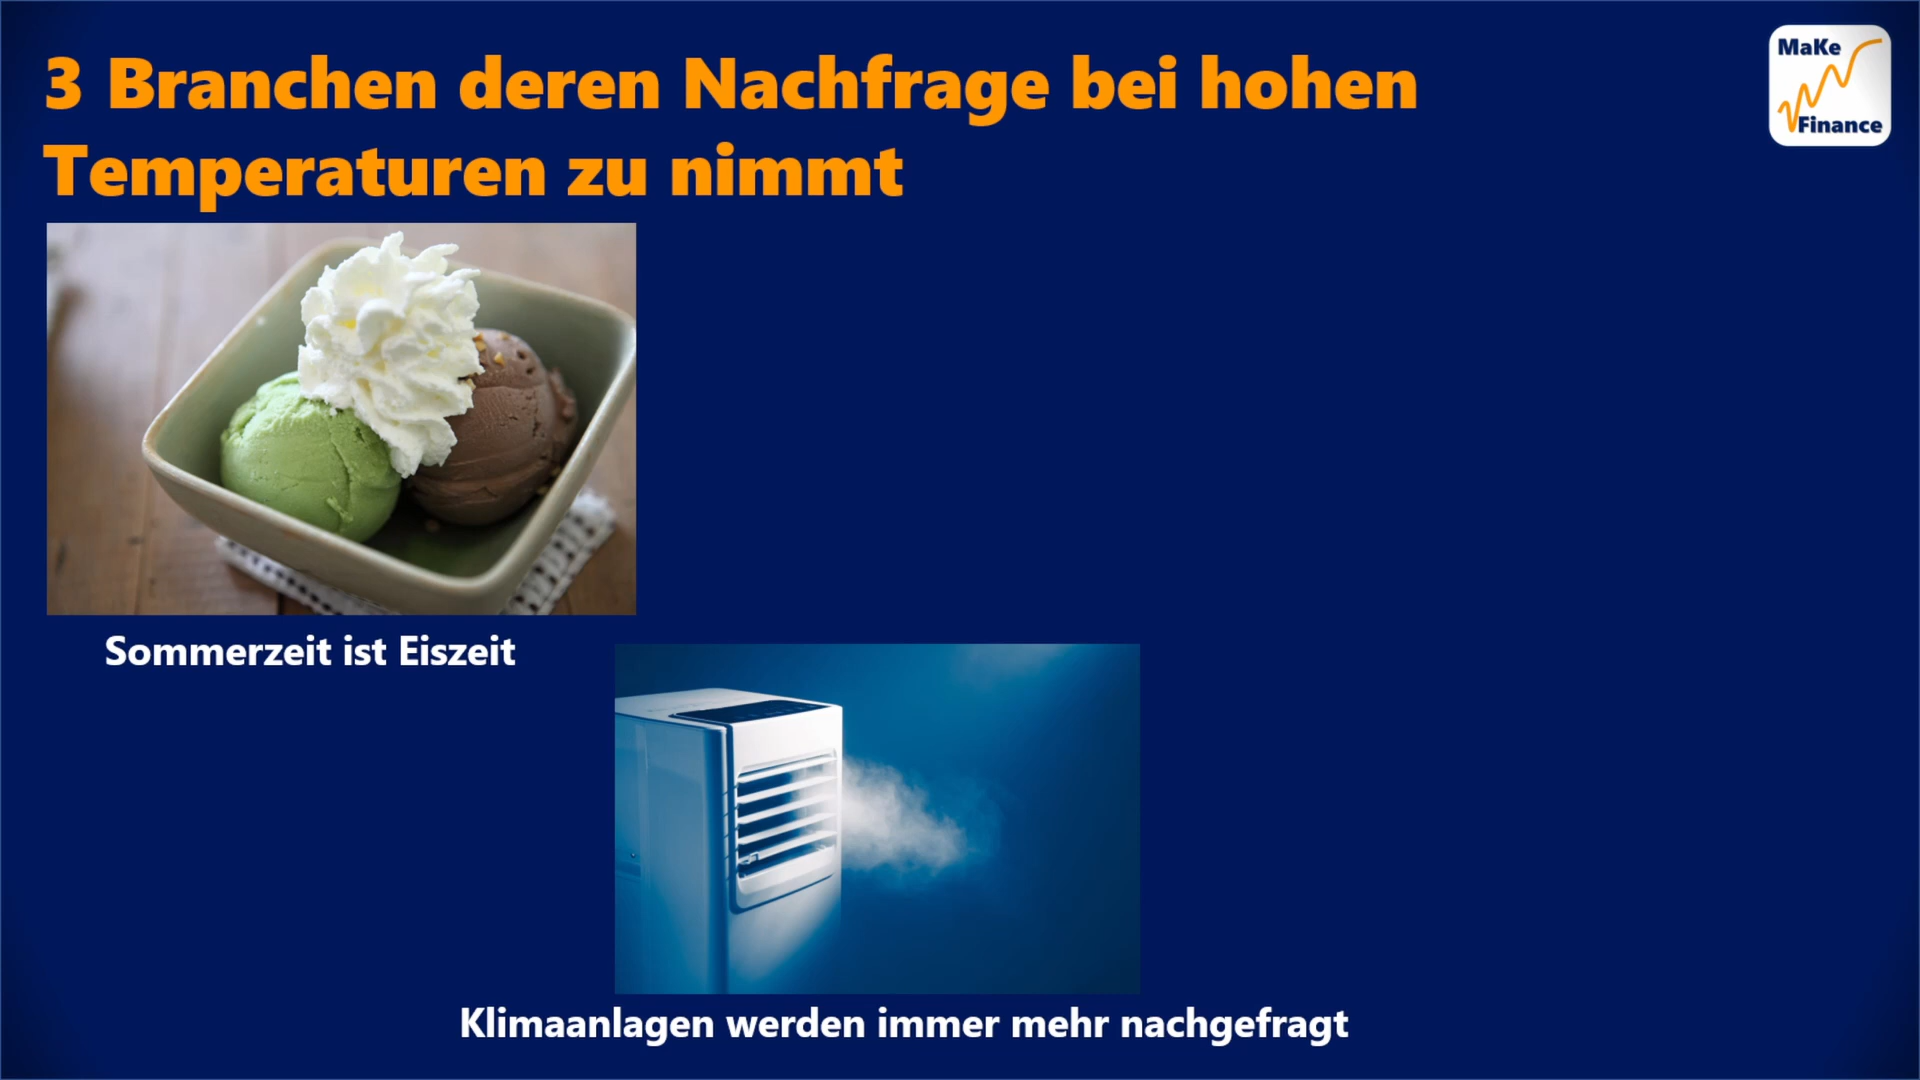 3 Branchen deren Nachfrage bei hohen
Temperaturen zu nimmt
MaKe
Finance
Sommerzeit ist Eiszeit
Klimaanlagen werden immer mehr nachgefragt